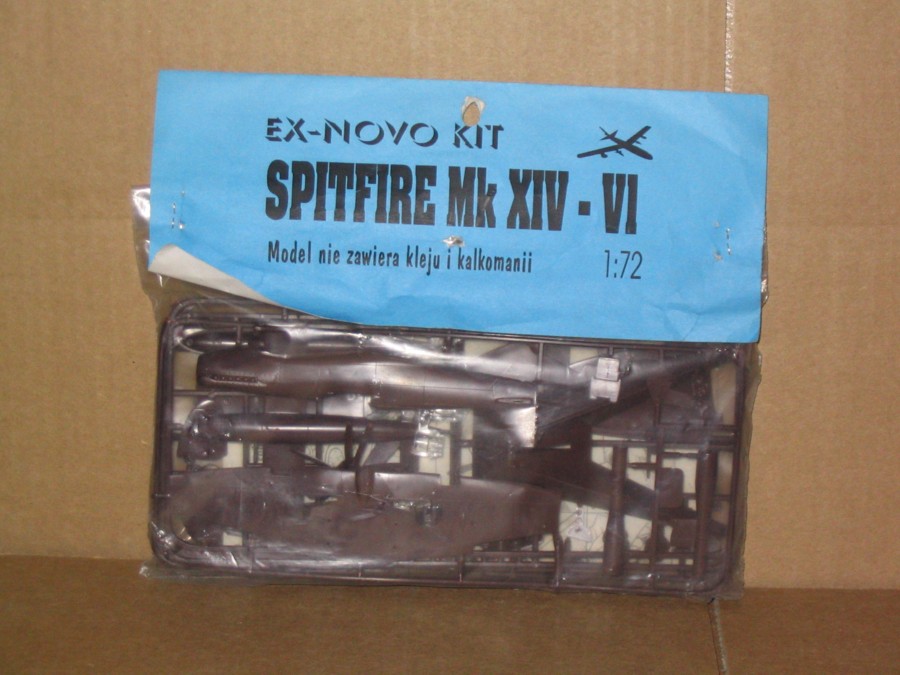 EX-NOVO KIT
SPITFIRE Mk XIV - VI
Model nie zawiera kleju i kalkomanii 1:72